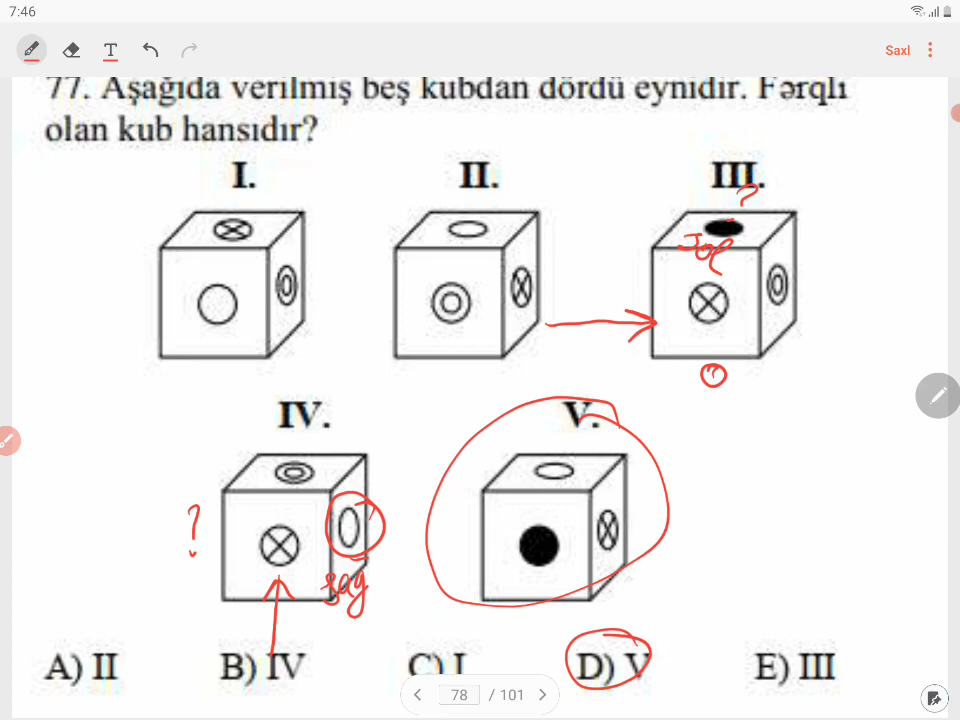 7:46
T
Saxl
77. Aşağıda verilmiş beş kubdan dördü eynidir. Fərqli
olan kub hansıdır?
I.
II.
III.
?
?
IV.
V.
?
sağ
A) II
B) IV
C) I
D) V
E) III
78 / 101